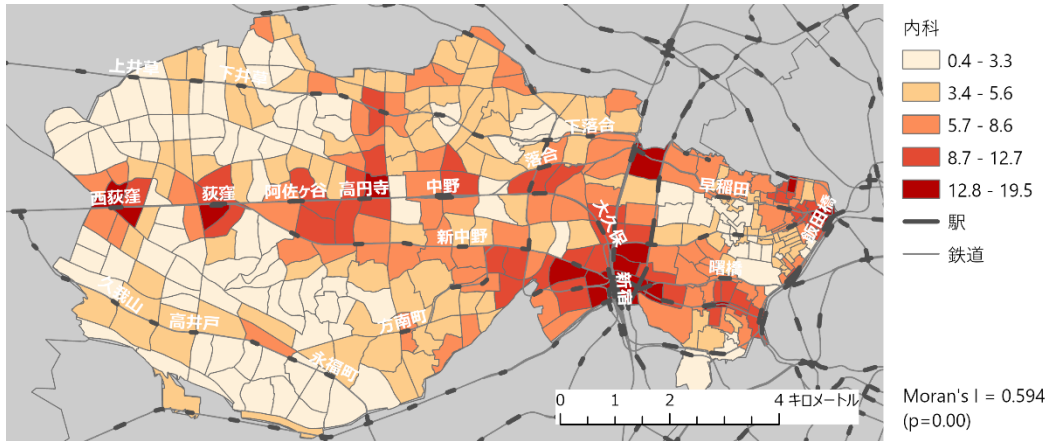 内科
0.4 - 3.3
3.4 - 5.6
5.7 - 8.6
8.7 - 12.7
12.8 - 19.5
駅
鉄道
Moran's I = 0.594
(p=0.00)
上井草
下井草
下落合
落合
早稲田
飯田橋
西荻窪
荻窪
阿佐ヶ谷
高円寺
中野
大久保
新中野
曙橋
新宿
久我山
高井戸
方南町
永福町
0 1 2 4 キロメートル